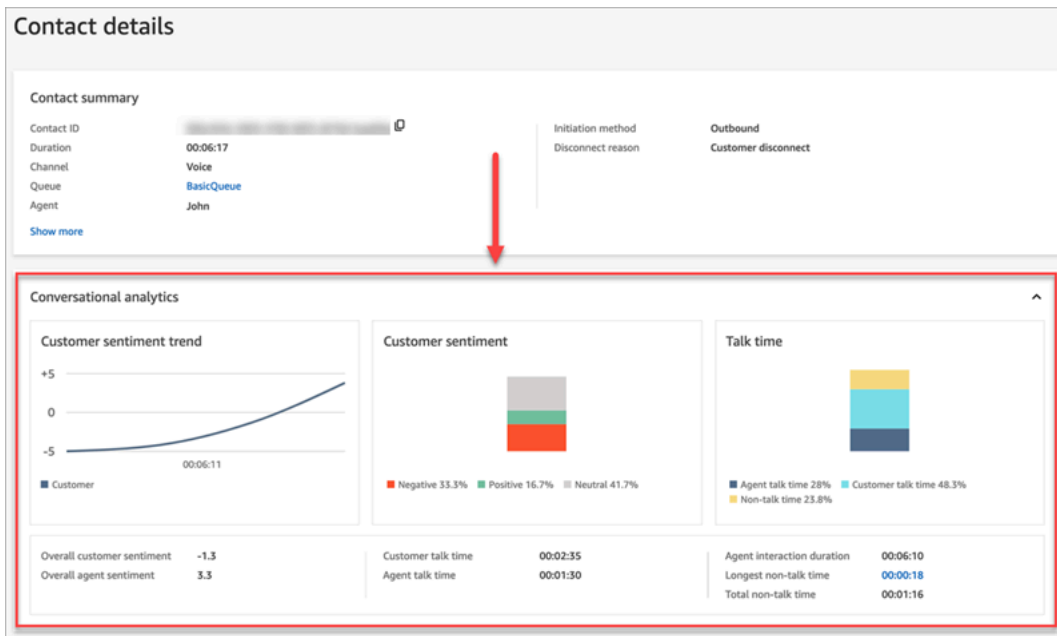 Contact details
Contact summary
Contact ID
Duration 00:06:17
Channel Voice
Queue BasicQueue
Agent John
Show more
Initiation method Outbound
Disconnect reason Customer disconnect
Conversational analytics
Customer sentiment trend
+5
0
-5
00:06:11
Customer
Customer sentiment
Negative 33.3% Positive 16.7% Neutral 41.7%
Talk time
Agent talk time 28% Customer talk time 48.3%
Non-talk time 23.8%
Overall customer sentiment -1.3
Overall agent sentiment 3.3
Customer talk time 00:02:35
Agent talk time 00:01:30
Agent interaction duration 00:06:10
Longest non-talk time 00:00:18
Total non-talk time 00:01:16